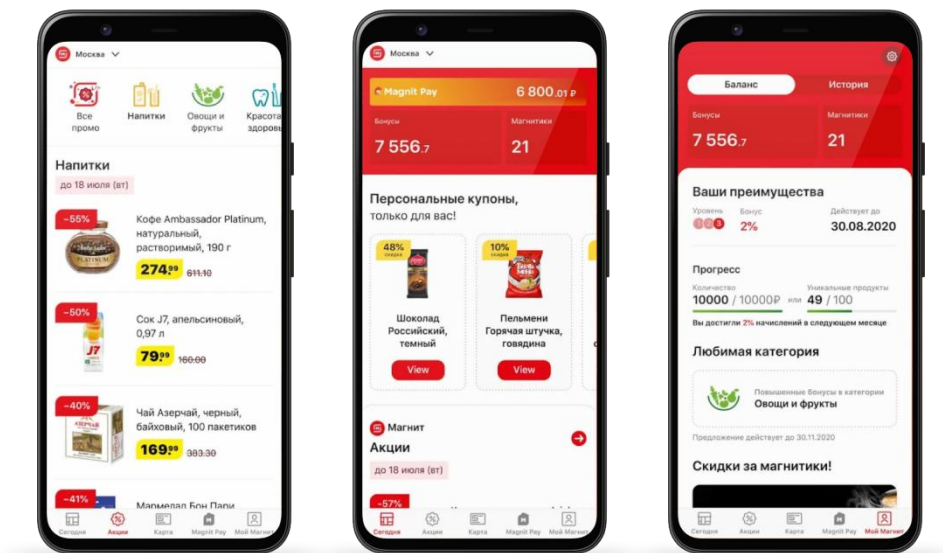 Москва
Все
промо
Напитки
Овощи и
фрукты
Красота
здоровь
Напитки
до 18 июля (вт)
-55%
Кофе Ambassador Platinum,
натуральный,
растворимый, 190 г
274.99 611.10
-50%
Сок J7, апельсиновый,
0,97 л
J7
79.99 160.00
-40%
Чай Азерчай, черный,
байховый, 100 пакетиков
АЗЕРЧАЙ
169.99 383.30
-41%
Мармелад Бон Пари
Сегодня Акции Карта Magnit Pay Мой Магнит
Москва
Magnit Pay 6 800.01 ₽
Бонусы Магнитики
7 556.7 21
Персональные купоны,
только для вас!
48%
скидка
Шоколад
Российский,
темный
View
10%
скидка
Пельмени
Горячая штучка,
говядина
View
Магнит
Акции
до 18 июля (вт)
-57%
Сегодня Акции Карта Magnit Pay Мой Магнит
Баланс История
Бонусы Магнитики
7 556.7 21
Ваши преимущества
Уровень Бонус Действует до
1 2 3 2% 30.08.2020
Прогресс
Количество Уникальные продукты
10000 / 10000₽ или 49 / 100
Вы достигли 2% начислений в следующем месяце
Любимая категория
Повышенные бонусы в категории
Овощи и фрукты
Предложение действует до 30.11.2020
Скидки за магнитики!
Сегодня Акции Карта Magnit Pay Мой Магнит